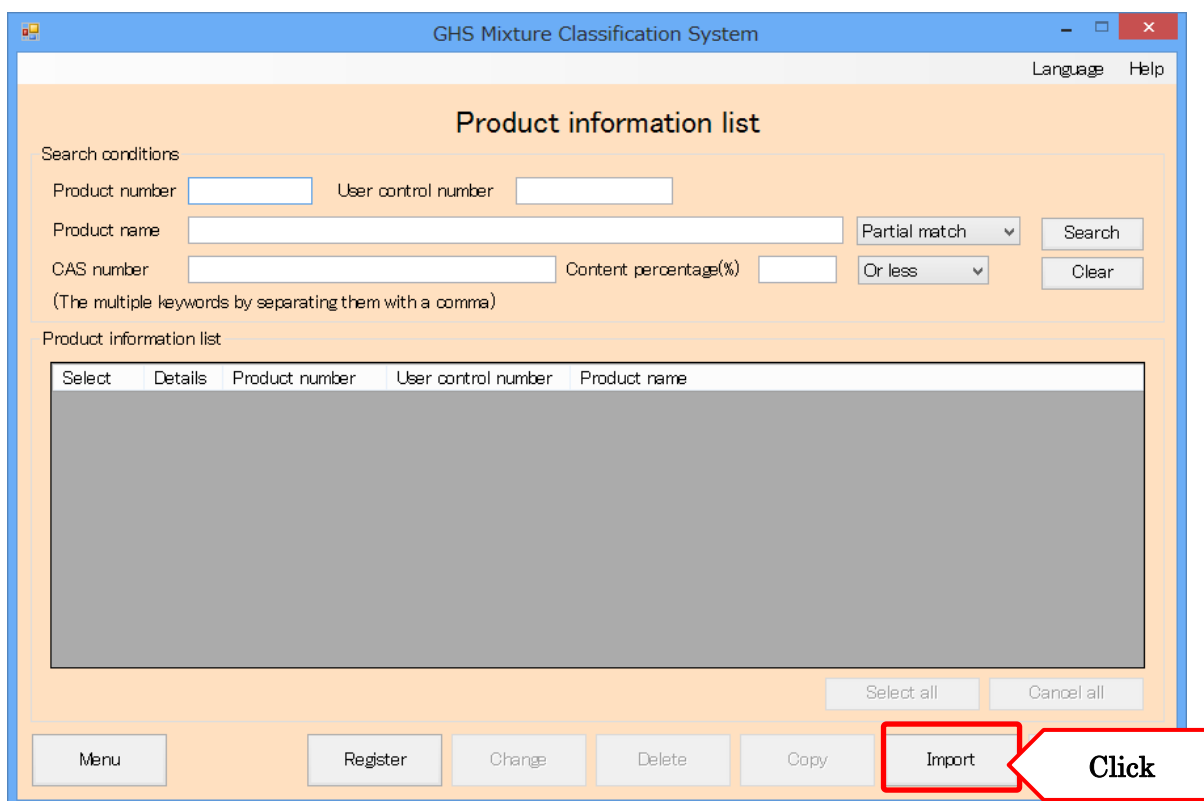 GHS Mixture Classification System
Language Help
Product information list
Search conditions
Product number User control number
Product name Partial match Search
CAS number Content percentage(%) Or less Clear
(The multiple keywords by separating them with a comma)
Product information list
Select Details Product number User control number Product name
Select all Cancel all
Menu Register Change Delete Copy Import Click